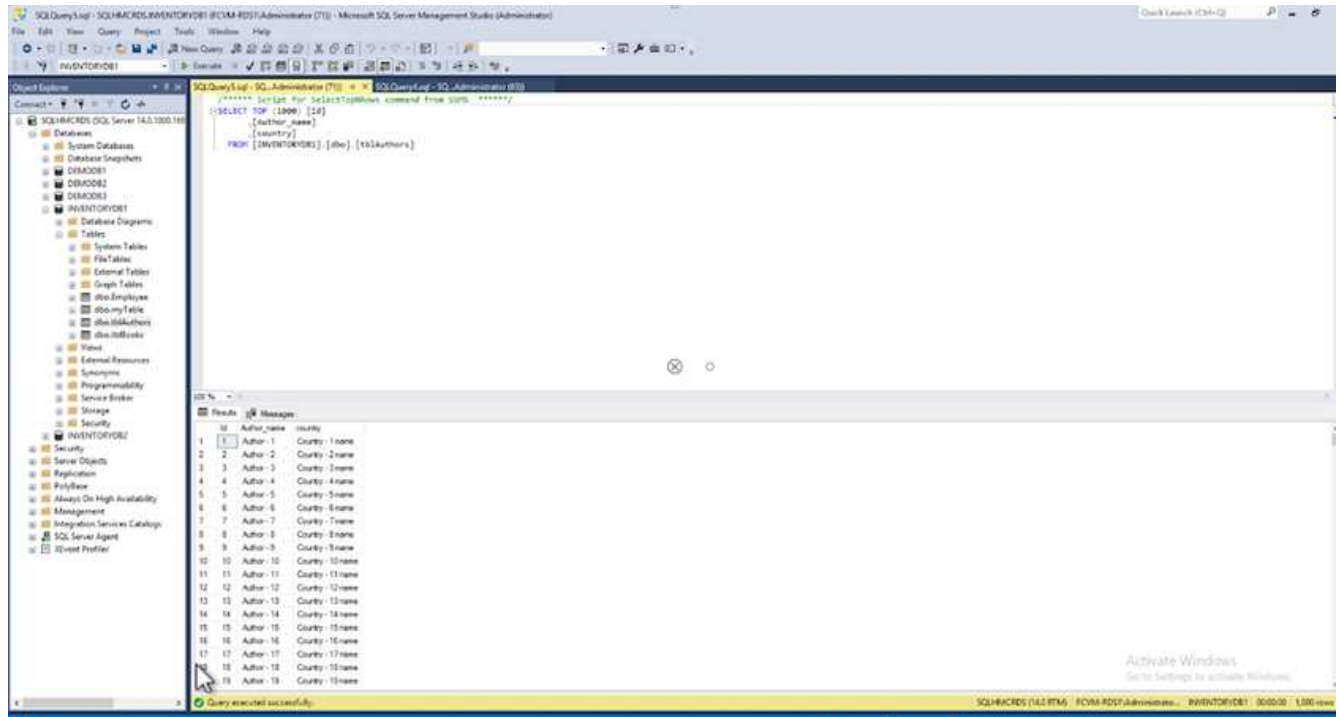 SQLQuery5.sql - SQLHMCRDS.INVENTORYDB1 (FCVM-RDS1\Administrator (71)) - Microsoft SQL Server Management Studio (Administrator)
Quick Launch (Ctrl+Q)
File Edit View Query Project Tools Window Help
New Query
INVENTORYDB1
Execute
Object Explorer
SQLQuery5.sql - SQ...Administrator (71))
SQLQuery4.sql - SQ...Administrator (65))
Connect
SQLHMCRDS (SQL Server 14.0.1000.169
Databases
System Databases
Database Snapshots
DEMODB1
DEMODB2
DEMODB3
INVENTORYDB1
Database Diagrams
Tables
System Tables
FileTables
External Tables
Graph Tables
dbo.Employee
dbo.myTable
dbo.tblAuthors
dbo.tblBooks
Views
External Resources
Synonyms
Programmability
Service Broker
Storage
Security
INVENTORYDB2
Security
Server Objects
Replication
PolyBase
Always On High Availability
Management
Integration Services Catalogs
SQL Server Agent
XEvent Profiler
/****** Script for SelectTopNRows command from SSMS ******/
SELECT TOP (1000) [id]
,[Author_name]
,[country]
FROM [INVENTORYDB1].[dbo].[tblAuthors]
100 %
Results Messages
id Author_name country
1 1 Author - 1 Country - 1 name
2 2 Author - 2 Country - 2 name
3 3 Author - 3 Country - 3 name
4 4 Author - 4 Country - 4 name
5 5 Author - 5 Country - 5 name
6 6 Author - 6 Country - 6 name
7 7 Author - 7 Country - 7 name
8 8 Author - 8 Country - 8 name
9 9 Author - 9 Country - 9 name
10 10 Author - 10 Country - 10 name
11 11 Author - 11 Country - 11 name
12 12 Author - 12 Country - 12 name
13 13 Author - 13 Country - 13 name
14 14 Author - 14 Country - 14 name
15 15 Author - 15 Country - 15 name
16 16 Author - 16 Country - 16 name
17 17 Author - 17 Country - 17 name
18 Author - 18 Country - 18 name
19 Author - 19 Country - 19 name
Activate Windows
Go to Settings to activate Windows.
Query executed successfully.
SQLHMCRDS (14.0 RTM) FCVM-RDS1\Administrato... INVENTORYDB1 00:00:00 1,000 rows